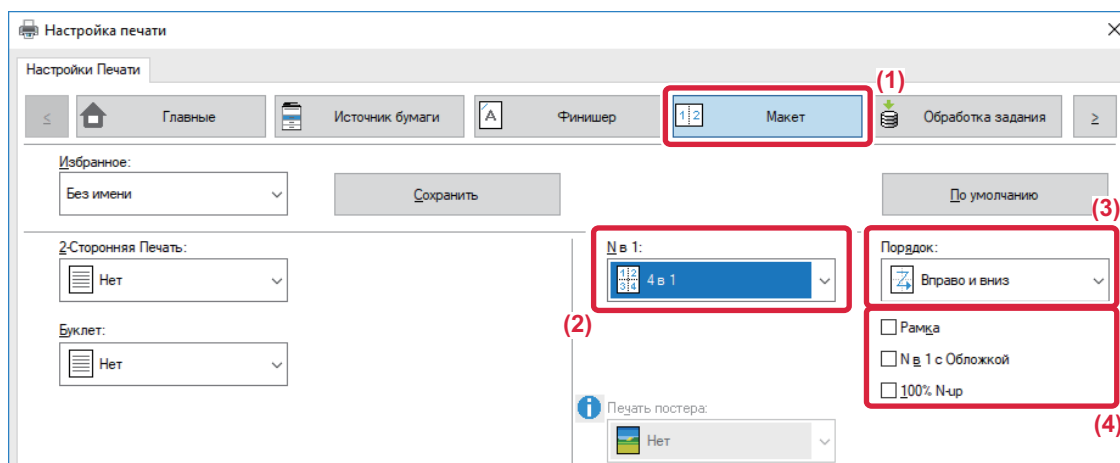 Настройка печати
Настройки Печати
(1)
< Главные Источник бумаги Финишер Макет Обработка задания >
Избранное:
Без имени Сохранить По умолчанию
(3)
2-Сторонняя Печать: N в 1: Порядок:
Нет 4 в 1 Вправо и вниз
(2)
Рамка
Буклет:
N в 1 с Обложкой
Нет
100% N-up
Печать постера:
(4)
Нет